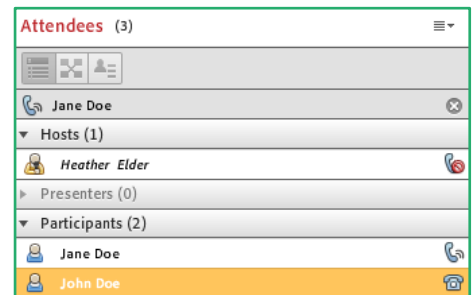 Attendees (3)
Jane Doe
Hosts (1)
Heather Elder
Presenters (0)
Participants (2)
Jane Doe
John Doe